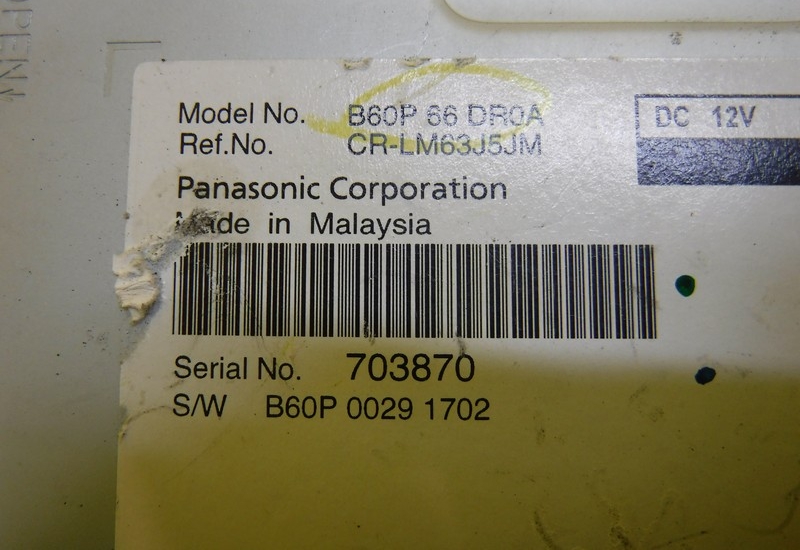 OPEN
Model No. B60P 66 DR0A
Ref.No. CR-LM63J5JM
DC 12V
Panasonic Corporation
Made in Malaysia
Serial No. 703870
S/W B60P 0029 1702